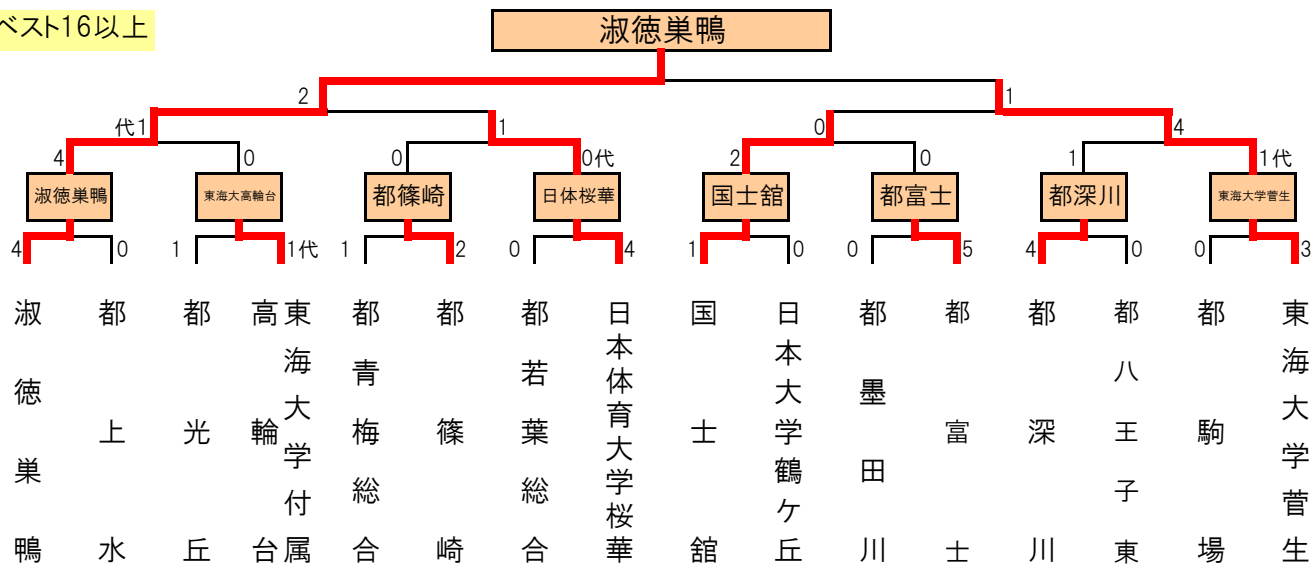 ベスト16以上
淑徳巣鴨
2
1
代1
1
0
4
4
0
0
0代
2
0
1
1代
淑徳巣鴨
東海大高輪台
都篠崎
日体桜華
国士舘
都富士
都深川
東海大学菅生
4
0
1
1代
1
2
0
4
1
0
0
5
4
0
0
3
淑徳巣鴨
都上水
都光丘
東海大学付属
高輪台
都青梅総合
都篠崎
都若葉総合
日本体育大学桜華
国士舘
日本大学鶴ケ丘
都墨田川
都富士
都深川
都八王子東
都駒場
東海大学菅生